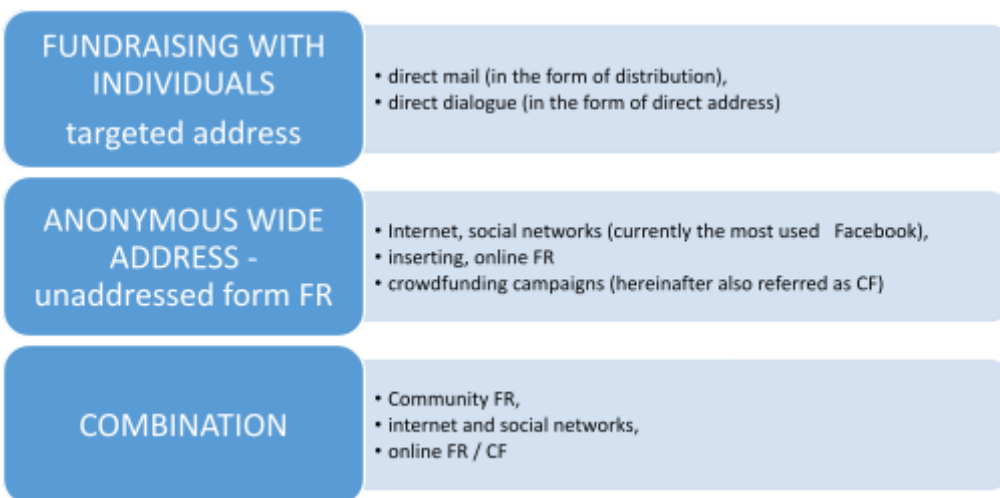 FUNDRAISING WITH
INDIVIDUALS
targeted address
• direct mail (in the form of distribution),
• direct dialogue (in the form of direct address)
ANONYMOUS WIDE
ADDRESS -
unaddressed form FR
• Internet, social networks (currently the most used Facebook),
• inserting, online FR
• crowdfunding campaigns (hereinafter also referred as CF)
COMBINATION
• Community FR,
• internet and social networks,
• online FR / CF